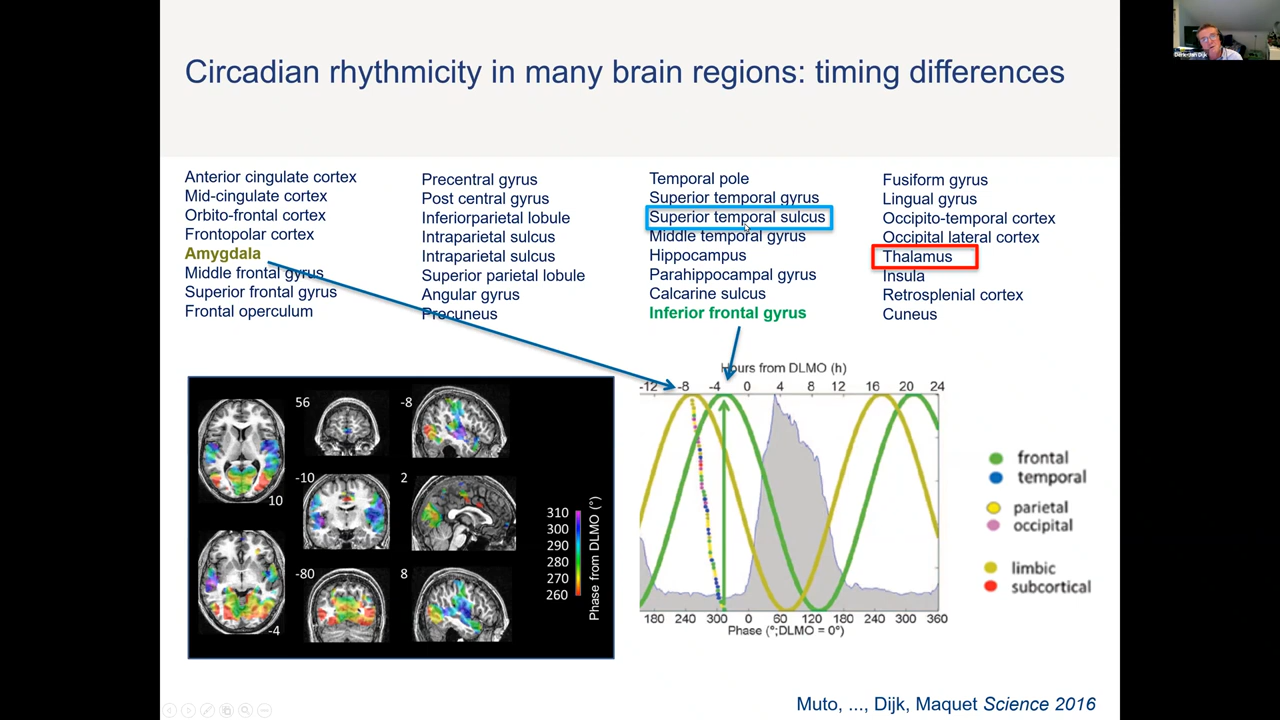 Circadian rhythmicity in many brain regions: timing differences
Anterior cingulate cortex
Mid-cingulate cortex
Orbito-frontal cortex
Frontopolar cortex
Amygdala
Middle frontal gyrus
Superior frontal gyrus
Frontal operculum
Precentral gyrus
Post central gyrus
Inferiorparietal lobule
Intraparietal sulcus
Intraparietal sulcus
Superior parietal lobule
Angular gyrus
Precuneus
Temporal pole
Superior temporal gyrus
Superior temporal sulcus
Middle temporal gyrus
Hippocampus
Parahippocampal gyrus
Calcarine sulcus
Inferior frontal gyrus
Fusiform gyrus
Lingual gyrus
Occipito-temporal cortex
Occipital lateral cortex
Thalamus
Insula
Retrosplenial cortex
Cuneus
56
-8
10
-10
2
-80
8
-4
310
300
290
280
270
260
Phase from DLMO (°)
Hours from DLMO (h)
-12 -8 -4 0 4 8 12 16 20 24
180 240 300 0 60 120 180 240 300 360
Phase (°;DLMO = 0°)
frontal
temporal
parietal
occipital
limbic
subcortical
Muto, ..., Dijk, Maquet Science 2016